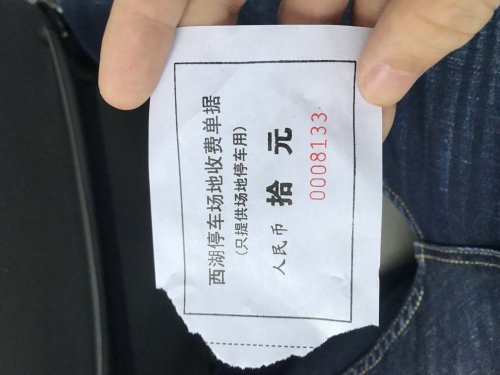 西湖停车场地收费单据
（只提供场地停车用）
人民币 拾 元
0008133